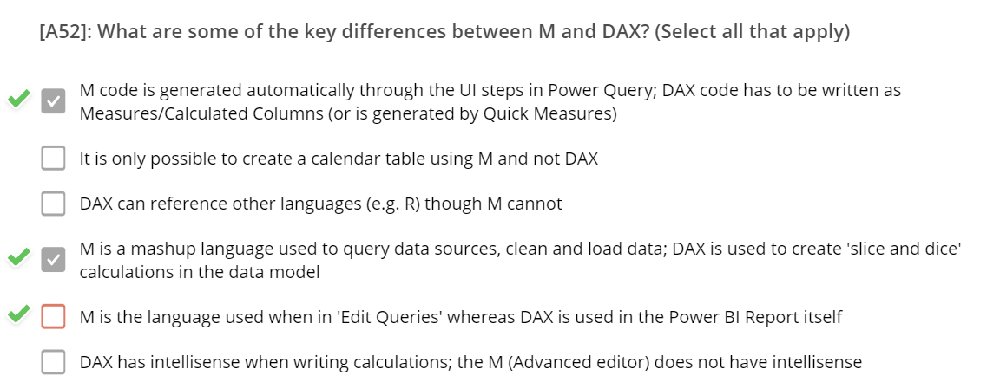 [A52]: What are some of the key differences between M and DAX? (Select all that apply)
M code is generated automatically through the UI steps in Power Query; DAX code has to be written as
Measures/Calculated Columns (or is generated by Quick Measures)
It is only possible to create a calendar table using M and not DAX
DAX can reference other languages (e.g. R) though M cannot
M is a mashup language used to query data sources, clean and load data; DAX is used to create 'slice and dice'
calculations in the data model
M is the language used when in 'Edit Queries' whereas DAX is used in the Power BI Report itself
DAX has intellisense when writing calculations; the M (Advanced editor) does not have intellisense